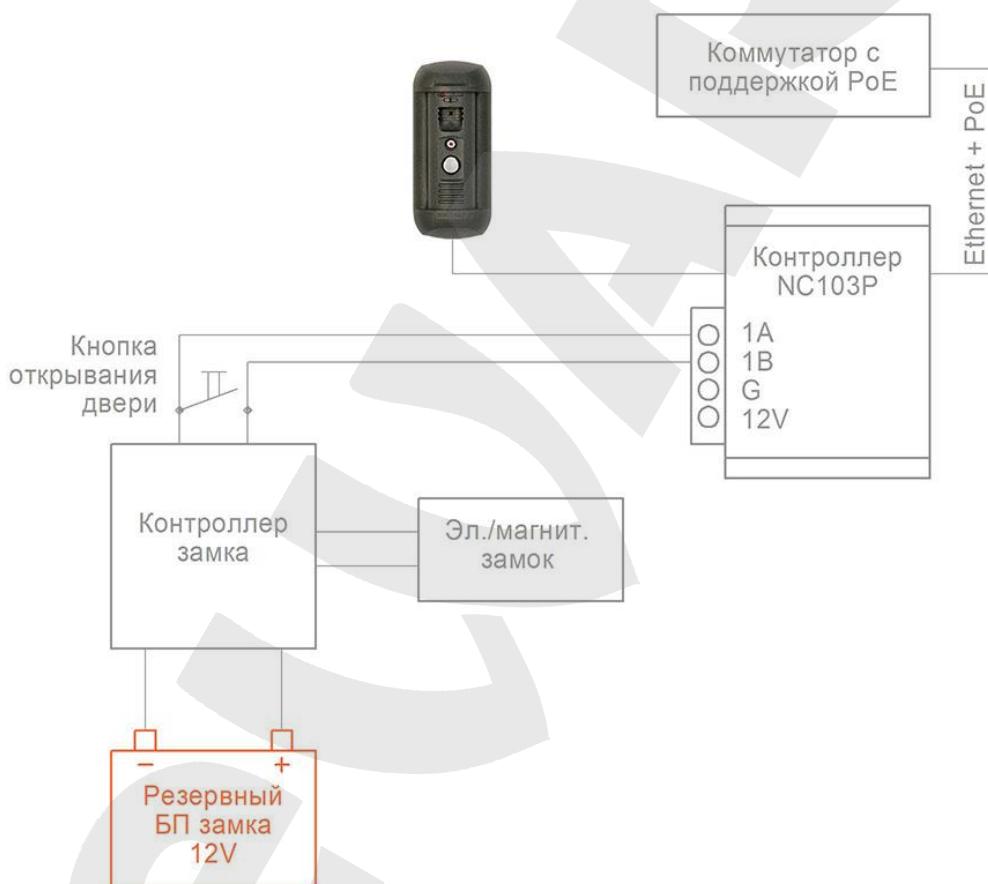 Коммутатор с
поддержкой PoE
Ethernet + PoE
Контроллер
NC103P
1A
1B
G
12V
Кнопка
открывания
двери
Контроллер
замка
Эл./магнит.
замок
− +
Резервный
БП замка
12V